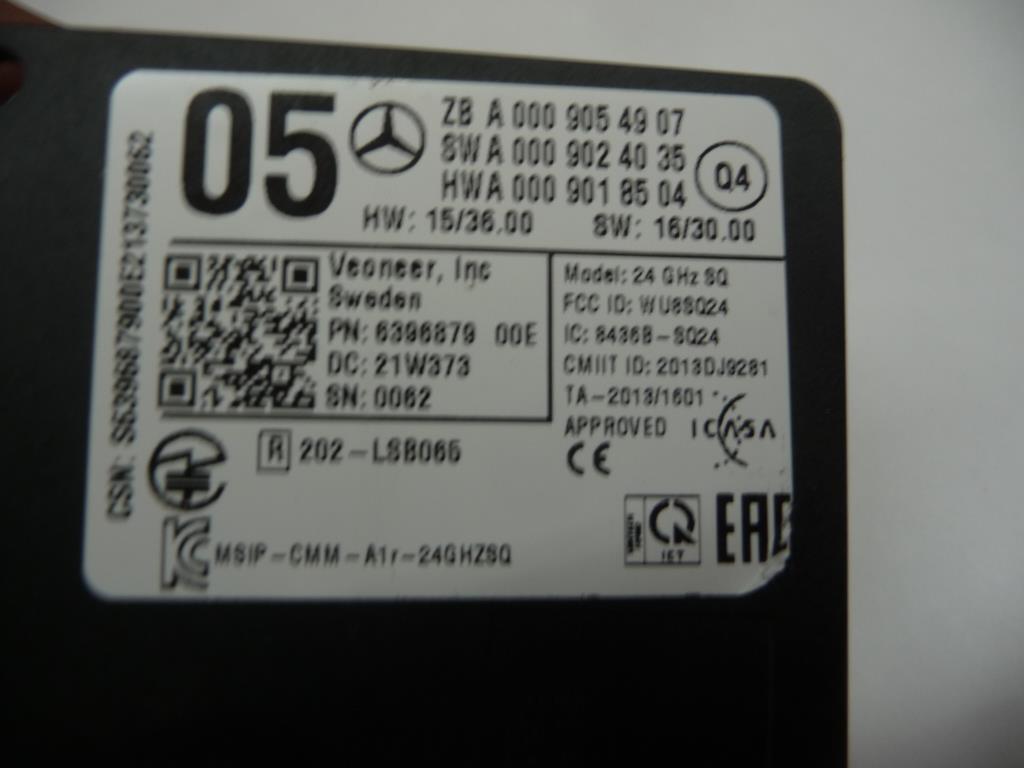 05
ZB A 000 905 49 07
SW A 000 902 40 35
HW A 000 901 85 04
Q4
HW: 15/36.00 SW: 16/30.00
CSN: S639687900E213730062
Veoneer, Inc
Sweden
PN: 6396879 00E
DC: 21W373
SN: 0062
Model: 24 GHz SQ
FCC ID: WU8SQ24
IC: 8436B-SQ24
CMIIT ID: 2013DJ9281
TA-2013/1601
APPROVED ICASA
CE
R 202-LSB065
MSIP-CMM-A1r-24GHZSQ
IET
EAC